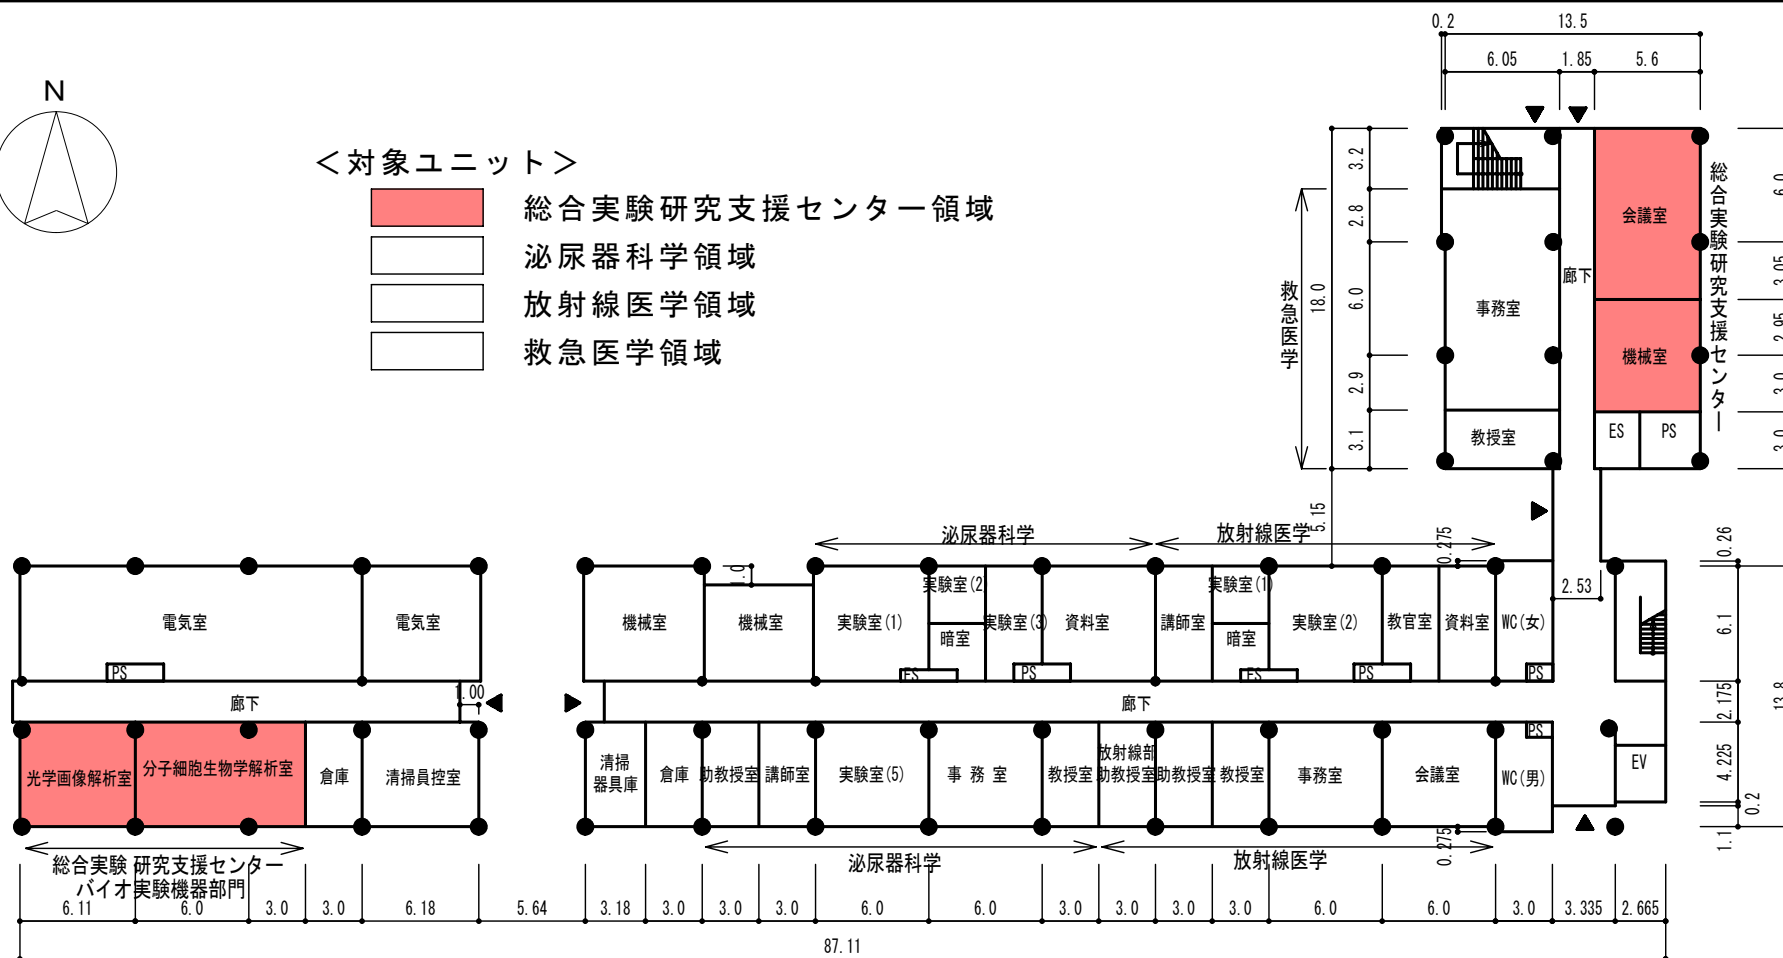 0.2
13.5
6.05
1.85
5.6
N
＜対象ユニット＞
総合実験研究支援センター領域
泌尿器科学領域
放射線医学領域
救急医学領域
3.2
2.8
6.0
2.9
3.1
18.0
5.15
救急医学
事務室
教授室
廊下
会議室
機械室
ES
PS
総合実験研究支援センター
6.0
3.05
2.95
3.0
3.0
泌尿器科学
放射線医学
0.275
0.26
2.53
1.0
電気室
電気室
機械室
機械室
実験室(1)
実験室(2
暗室
実験室(3)
資料室
講師室
実験室(1)
暗室
実験室(2)
教官室
資料室
WC(女)
6.1
PS
ES
PS
ES
PS
PS
廊下
1.00
廊下
2.175
13.8
光学画像解析室
分子細胞生物学解析室
倉庫
清掃員控室
清掃
器具庫
倉庫
助教授室
講師室
実験室(5)
事 務 室
教授室
放射線部
助教授室
助教授室
教授室
事務室
会議室
WC(男)
PS
EV
4.225
0.2
1.1
0.275
総合実験 研究支援センター
バイオ実験機器部門
泌尿器科学
放射線医学
6.11
6.0
3.0
3.0
6.18
5.64
3.18
3.0
3.0
3.0
6.0
6.0
3.0
3.0
3.0
3.0
6.0
6.0
3.0
3.335
2.665
87.11